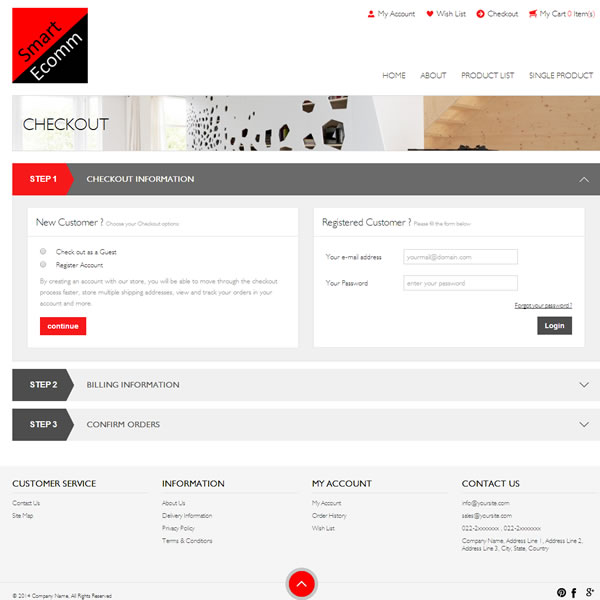 Smart
Ecomm
My Account
Wish List
Checkout
My Cart 0 Item(s)
HOME
ABOUT
PRODUCT LIST
SINGLE PRODUCT
CHECKOUT
STEP 1
CHECKOUT INFORMATION
New Customer ? Choose your Checkout options
Check out as a Guest
Register Account
By creating an account with our store, you will be able to move through the checkout
process faster, store multiple shipping addresses, view and track your orders in your
account and more.
continue
Registered Customer ? Please fill the form below
Your e-mail address
yourmail@domain.com
Your Password
enter your password
Forgot your password ?
Login
STEP 2
BILLING INFORMATION
STEP 3
CONFIRM ORDERS
CUSTOMER SERVICE
Contact Us
Site Map
INFORMATION
About Us
Delivery Information
Privacy Policy
Terms & Conditions
MY ACCOUNT
My Account
Order History
Wish List
CONTACT US
info@yoursite.com
sales@yorsite.com
022-2xxxxxxx , 022-2xxxxxxx
Company Name, Address Line 1, Address Line 2,
Address Line 3, City, State, Country
© 2014 Company Name, All Rights Reserved